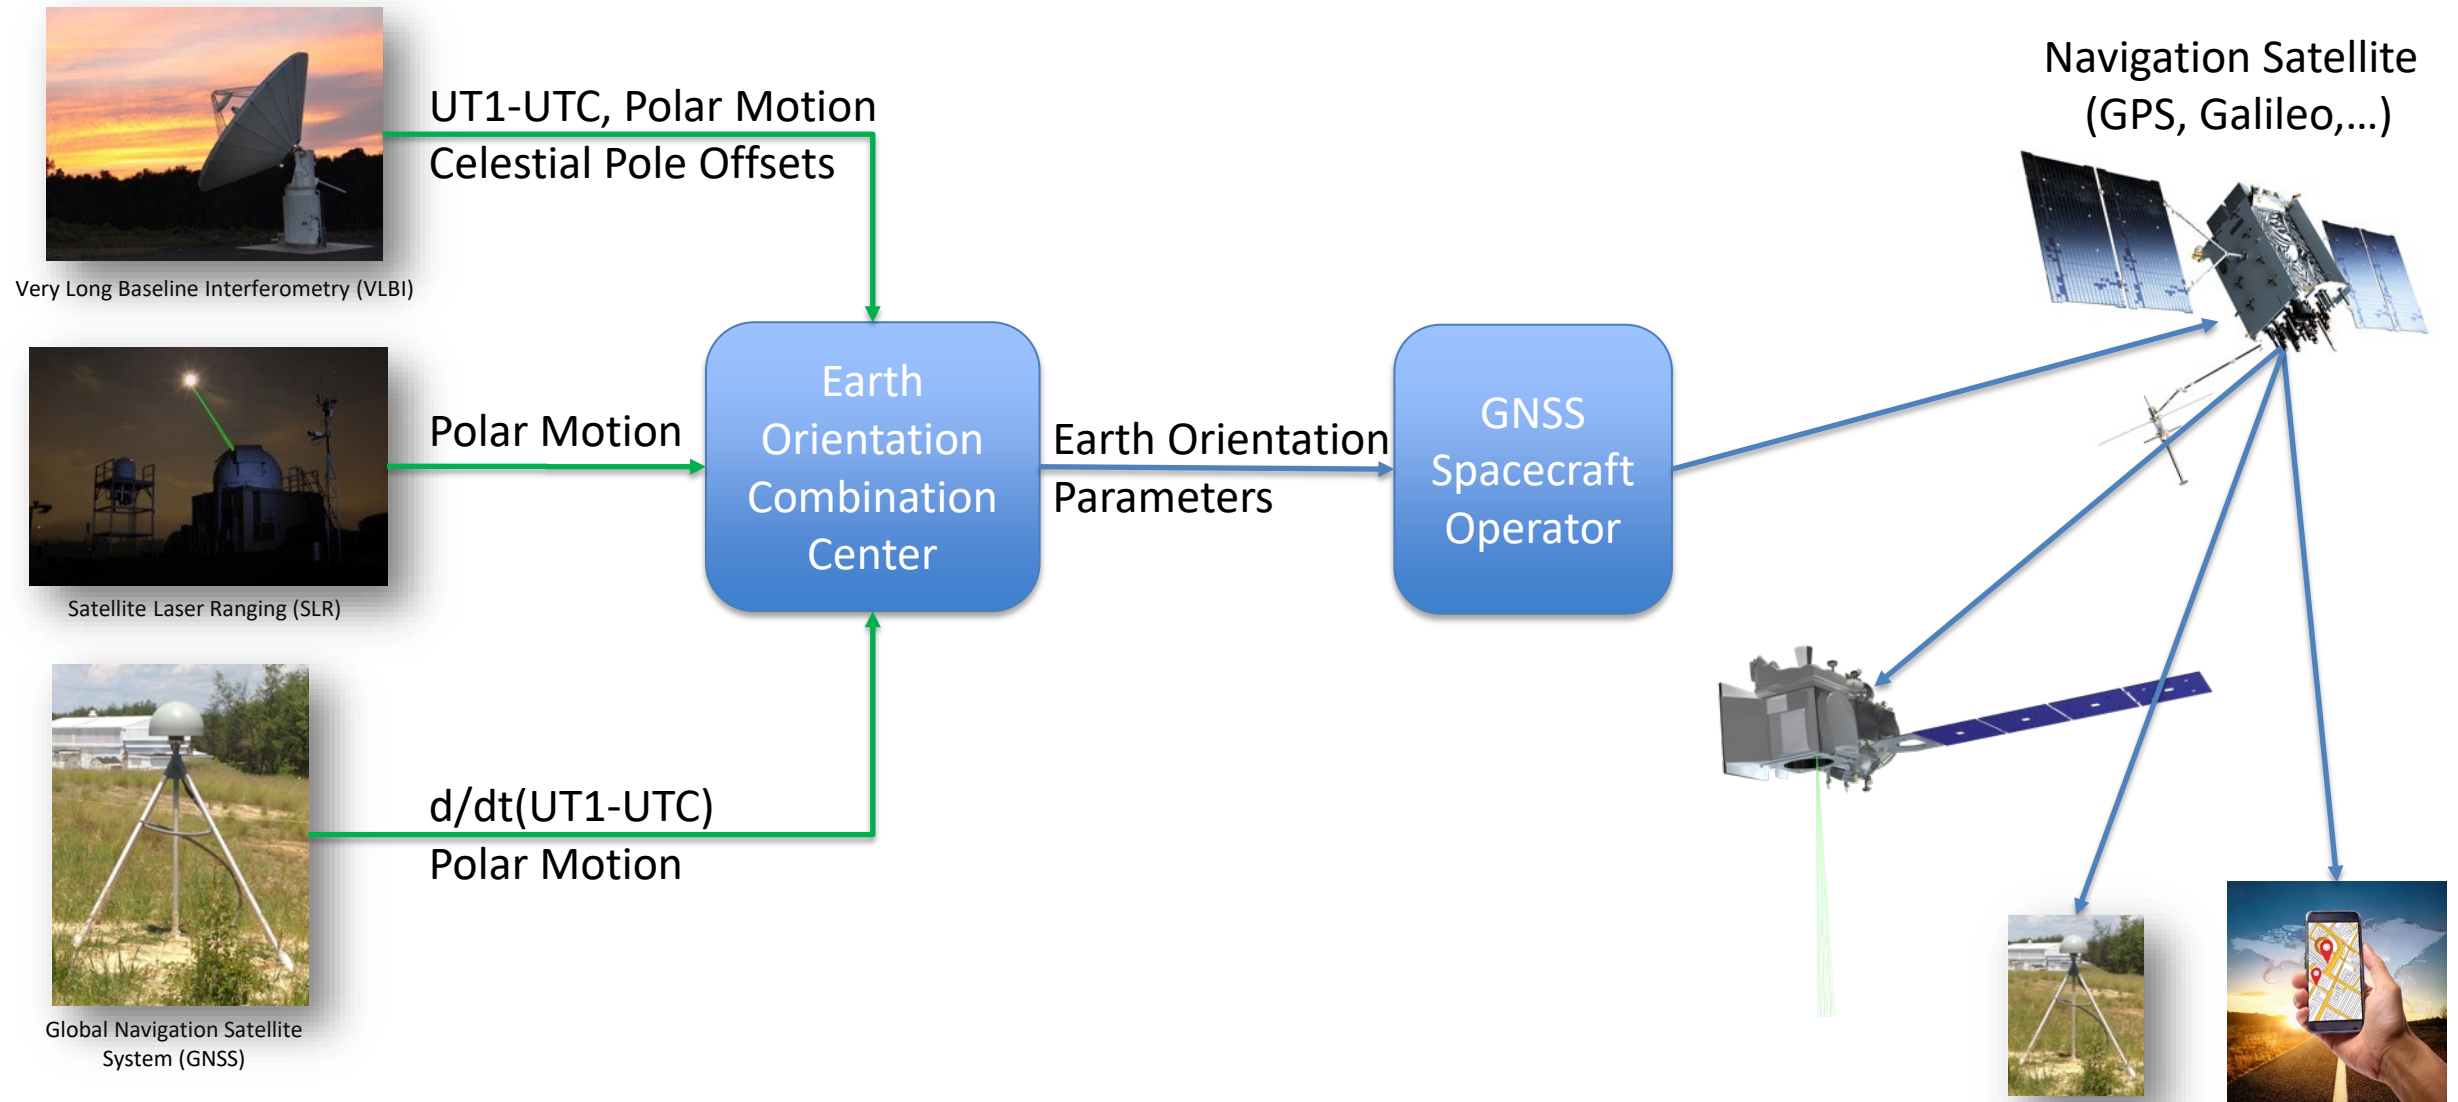 UT1-UTC, Polar Motion
Celestial Pole Offsets
Very Long Baseline Interferometry (VLBI)
Polar Motion
Satellite Laser Ranging (SLR)
d/dt(UT1-UTC)
Polar Motion
Global Navigation Satellite
System (GNSS)
Earth
Orientation
Combination
Center
Earth Orientation
Parameters
GNSS
Spacecraft
Operator
Navigation Satellite
(GPS, Galileo,...)